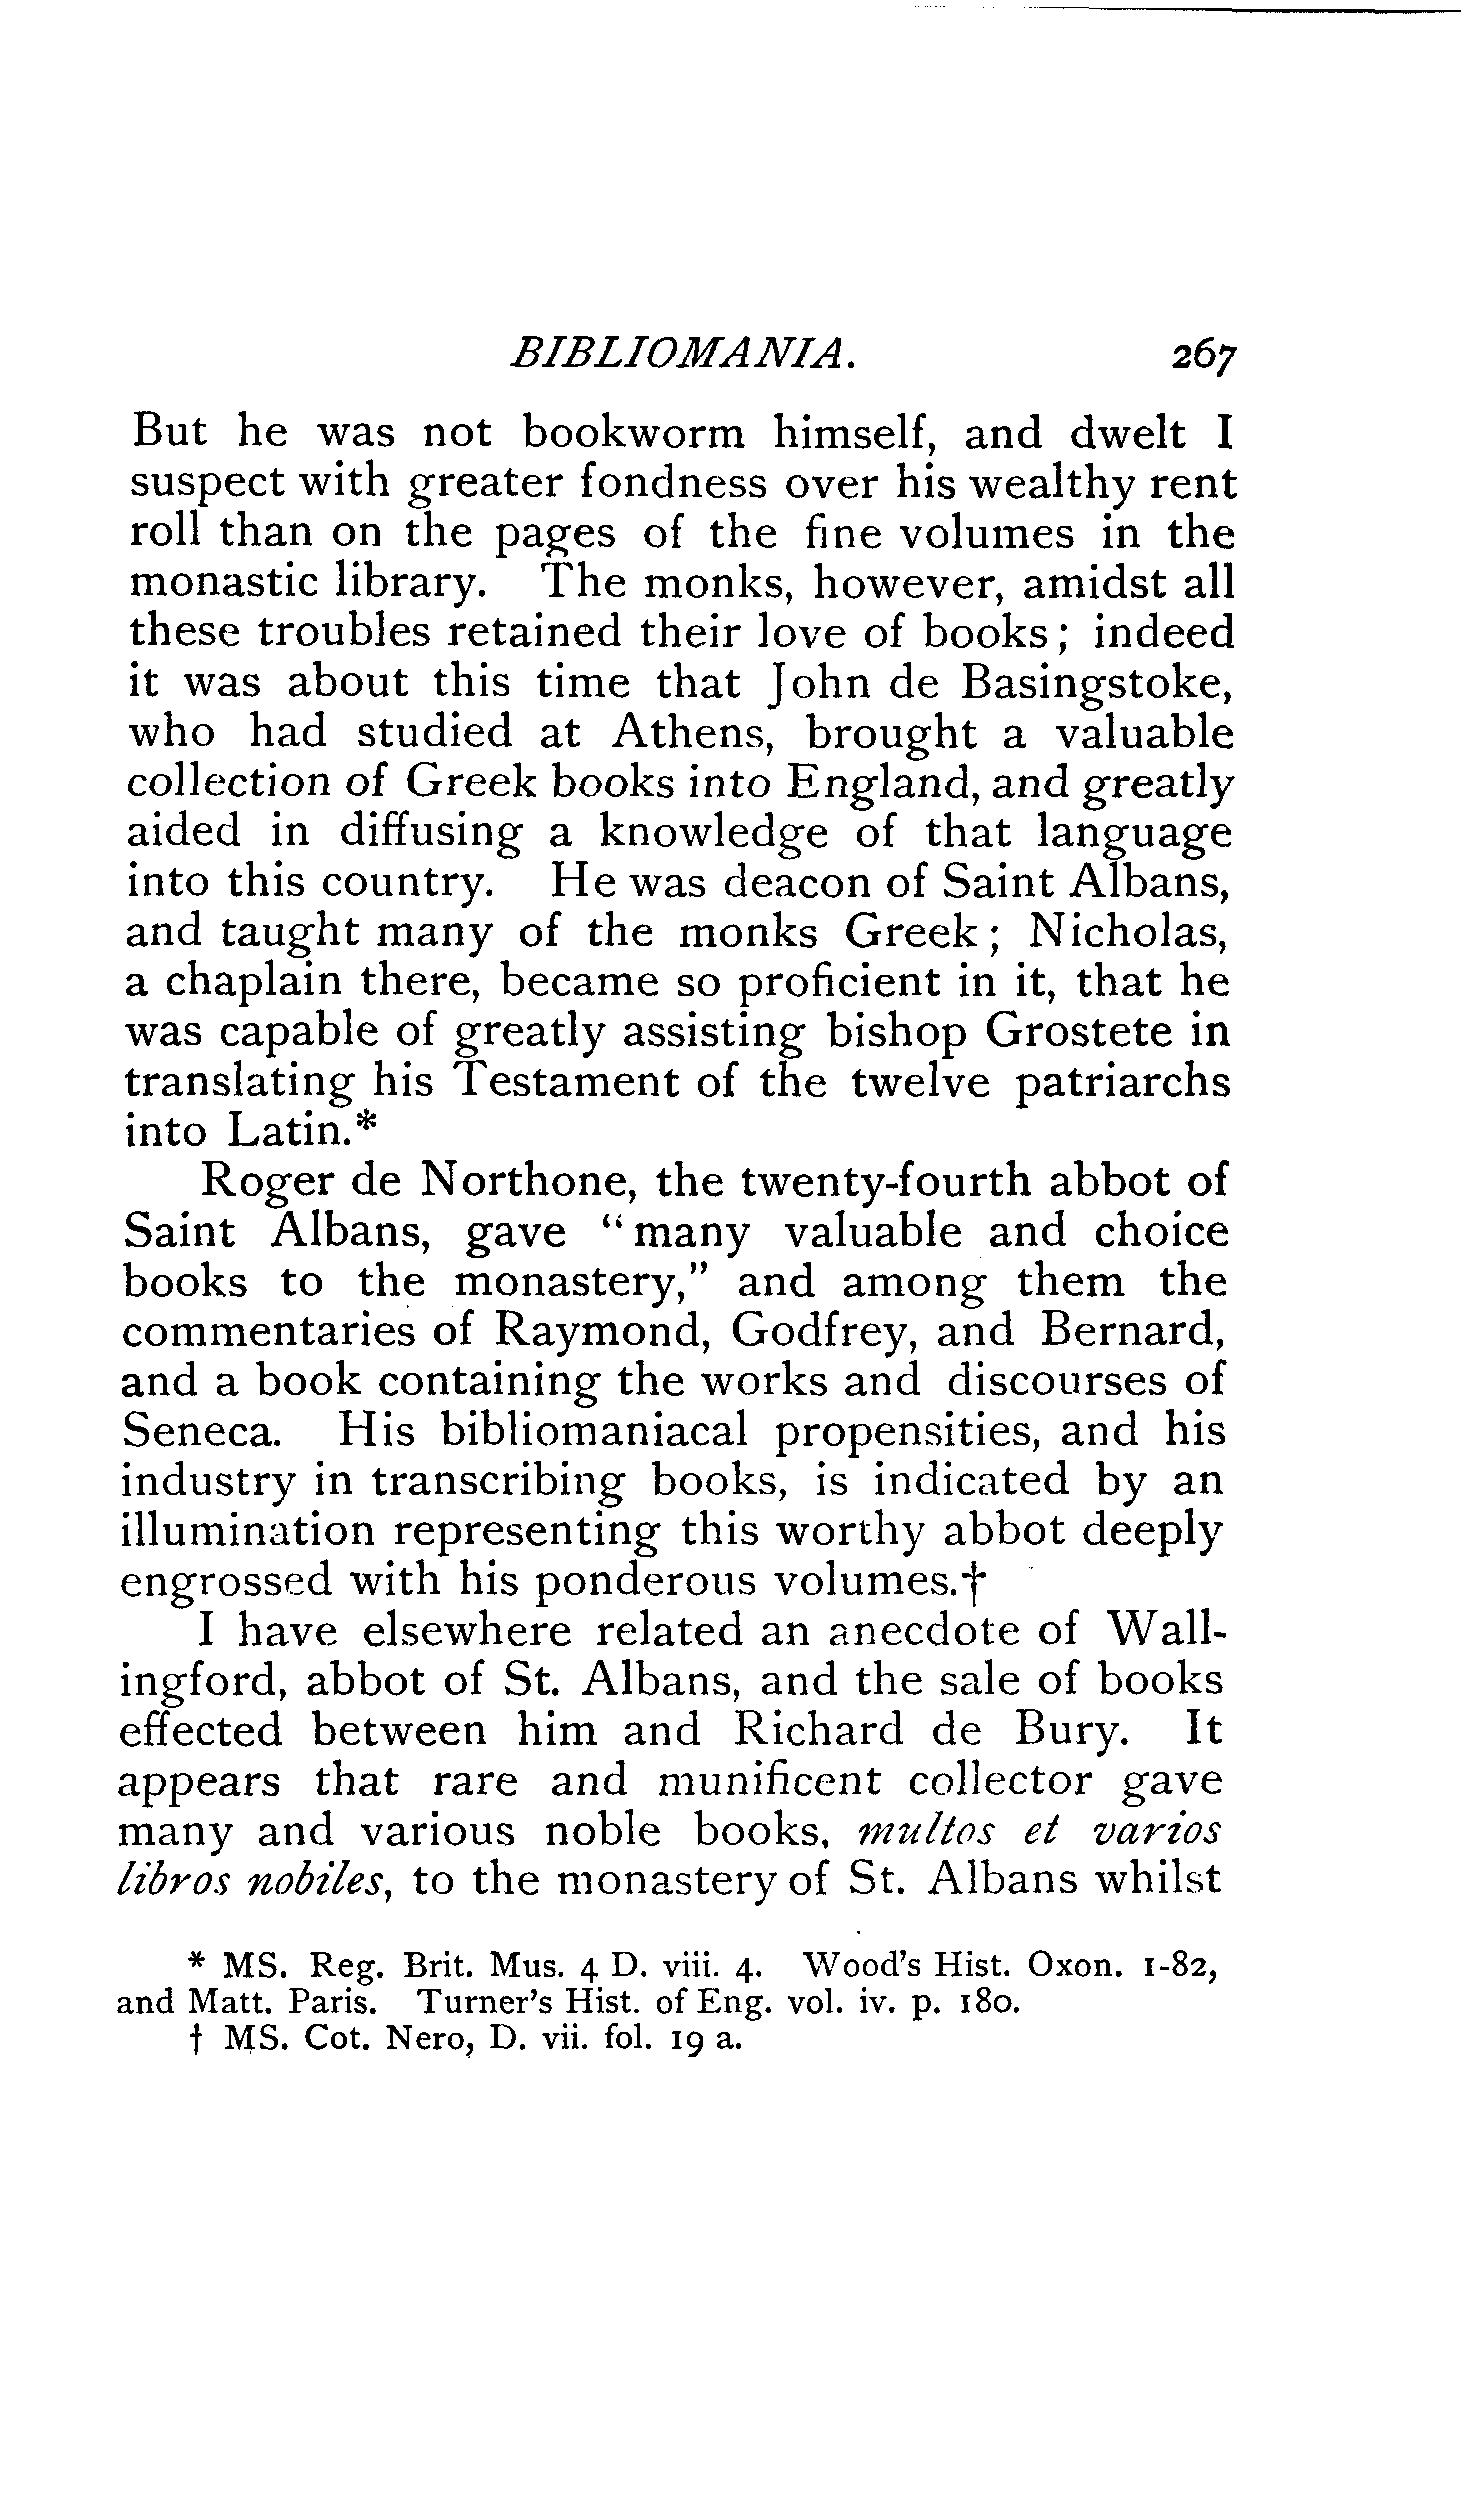 BIBLIOMANIA. 267
But he was not bookworm himself, and dwelt I
suspect with greater fondness over his wealthy rent
roll than on the pages of the fine volumes in the
monastic library. The monks, however, amidst all
these troubles retained their love of books; indeed
it was about this time that John de Basingstoke,
who had studied at Athens, brought a valuable
collection of Greek books into England, and greatly
aided in diffusing a knowledge of that language
into this country. He was deacon of Saint Albans,
and taught many of the monks Greek; Nicholas,
a chaplain there, became so proficient in it, that he
was capable of greatly assisting bishop Grostete in
translating his Testament of the twelve patriarchs
into Latin.*
Roger de Northone, the twenty-fourth abbot of
Saint Albans, gave “many valuable and choice
books to the monastery,” and among them the
commentaries of Raymond, Godfrey, and Bernard,
and a book containing the works and discourses of
Seneca. His bibliomaniacal propensities, and his
industry in transcribing books, is indicated by an
illumination representing this worthy abbot deeply
engrossed with his ponderous volumes.†
I have elsewhere related an anecdote of Wall-
ingford, abbot of St. Albans, and the sale of books
effected between him and Richard de Bury. It
appears that rare and munificent collector gave
many and various noble books, multos et varios
libros nobiles, to the monastery of St. Albans whilst
* MS. Reg. Brit. Mus. 4 D. viii. 4. Wood's Hist. Oxon. 1-82,
and Matt. Paris. Turner's Hist. of Eng. vol. iv. p. 180.
† MS. Cot. Nero, D. vii. fol. 19 a.